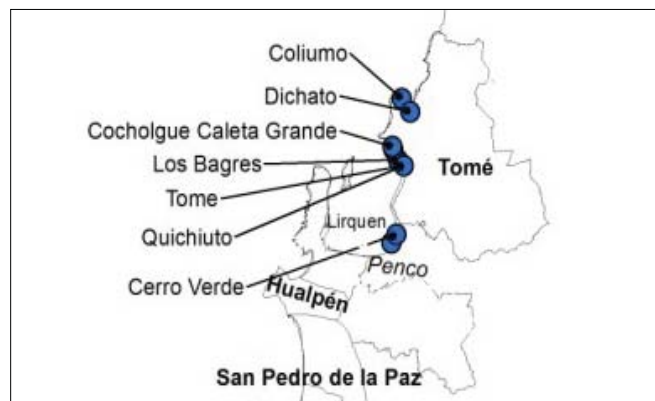 Coliumo
Dichato
Cocholgue Caleta Grande
Los Bagres
Tomé
Tome
Quichiuto
Lirquen
Penco
Cerro Verde
Hualpén
San Pedro de la Paz